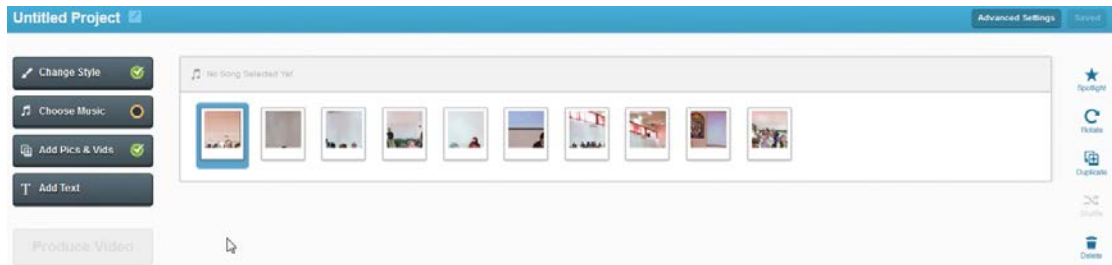 Untitled Project
Advanced Settings
Saved
Change Style
No Song Selected Yet
Spotlight
Choose Music
Rotate
Add Pics & Vids
Duplicate
Add Text
Shuffle
Produce Video
Delete